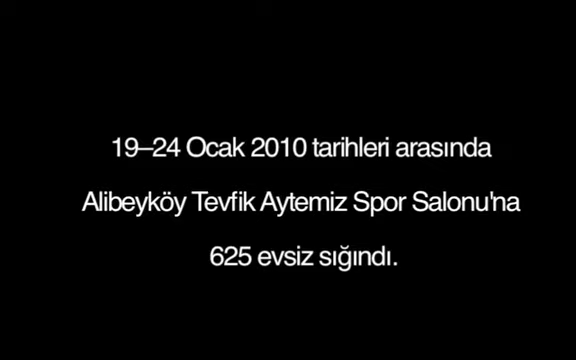 19–24 Ocak 2010 tarihleri arasında
Alibeyköy Tevfik Aytemiz Spor Salonu'na
625 evsiz sığındı.